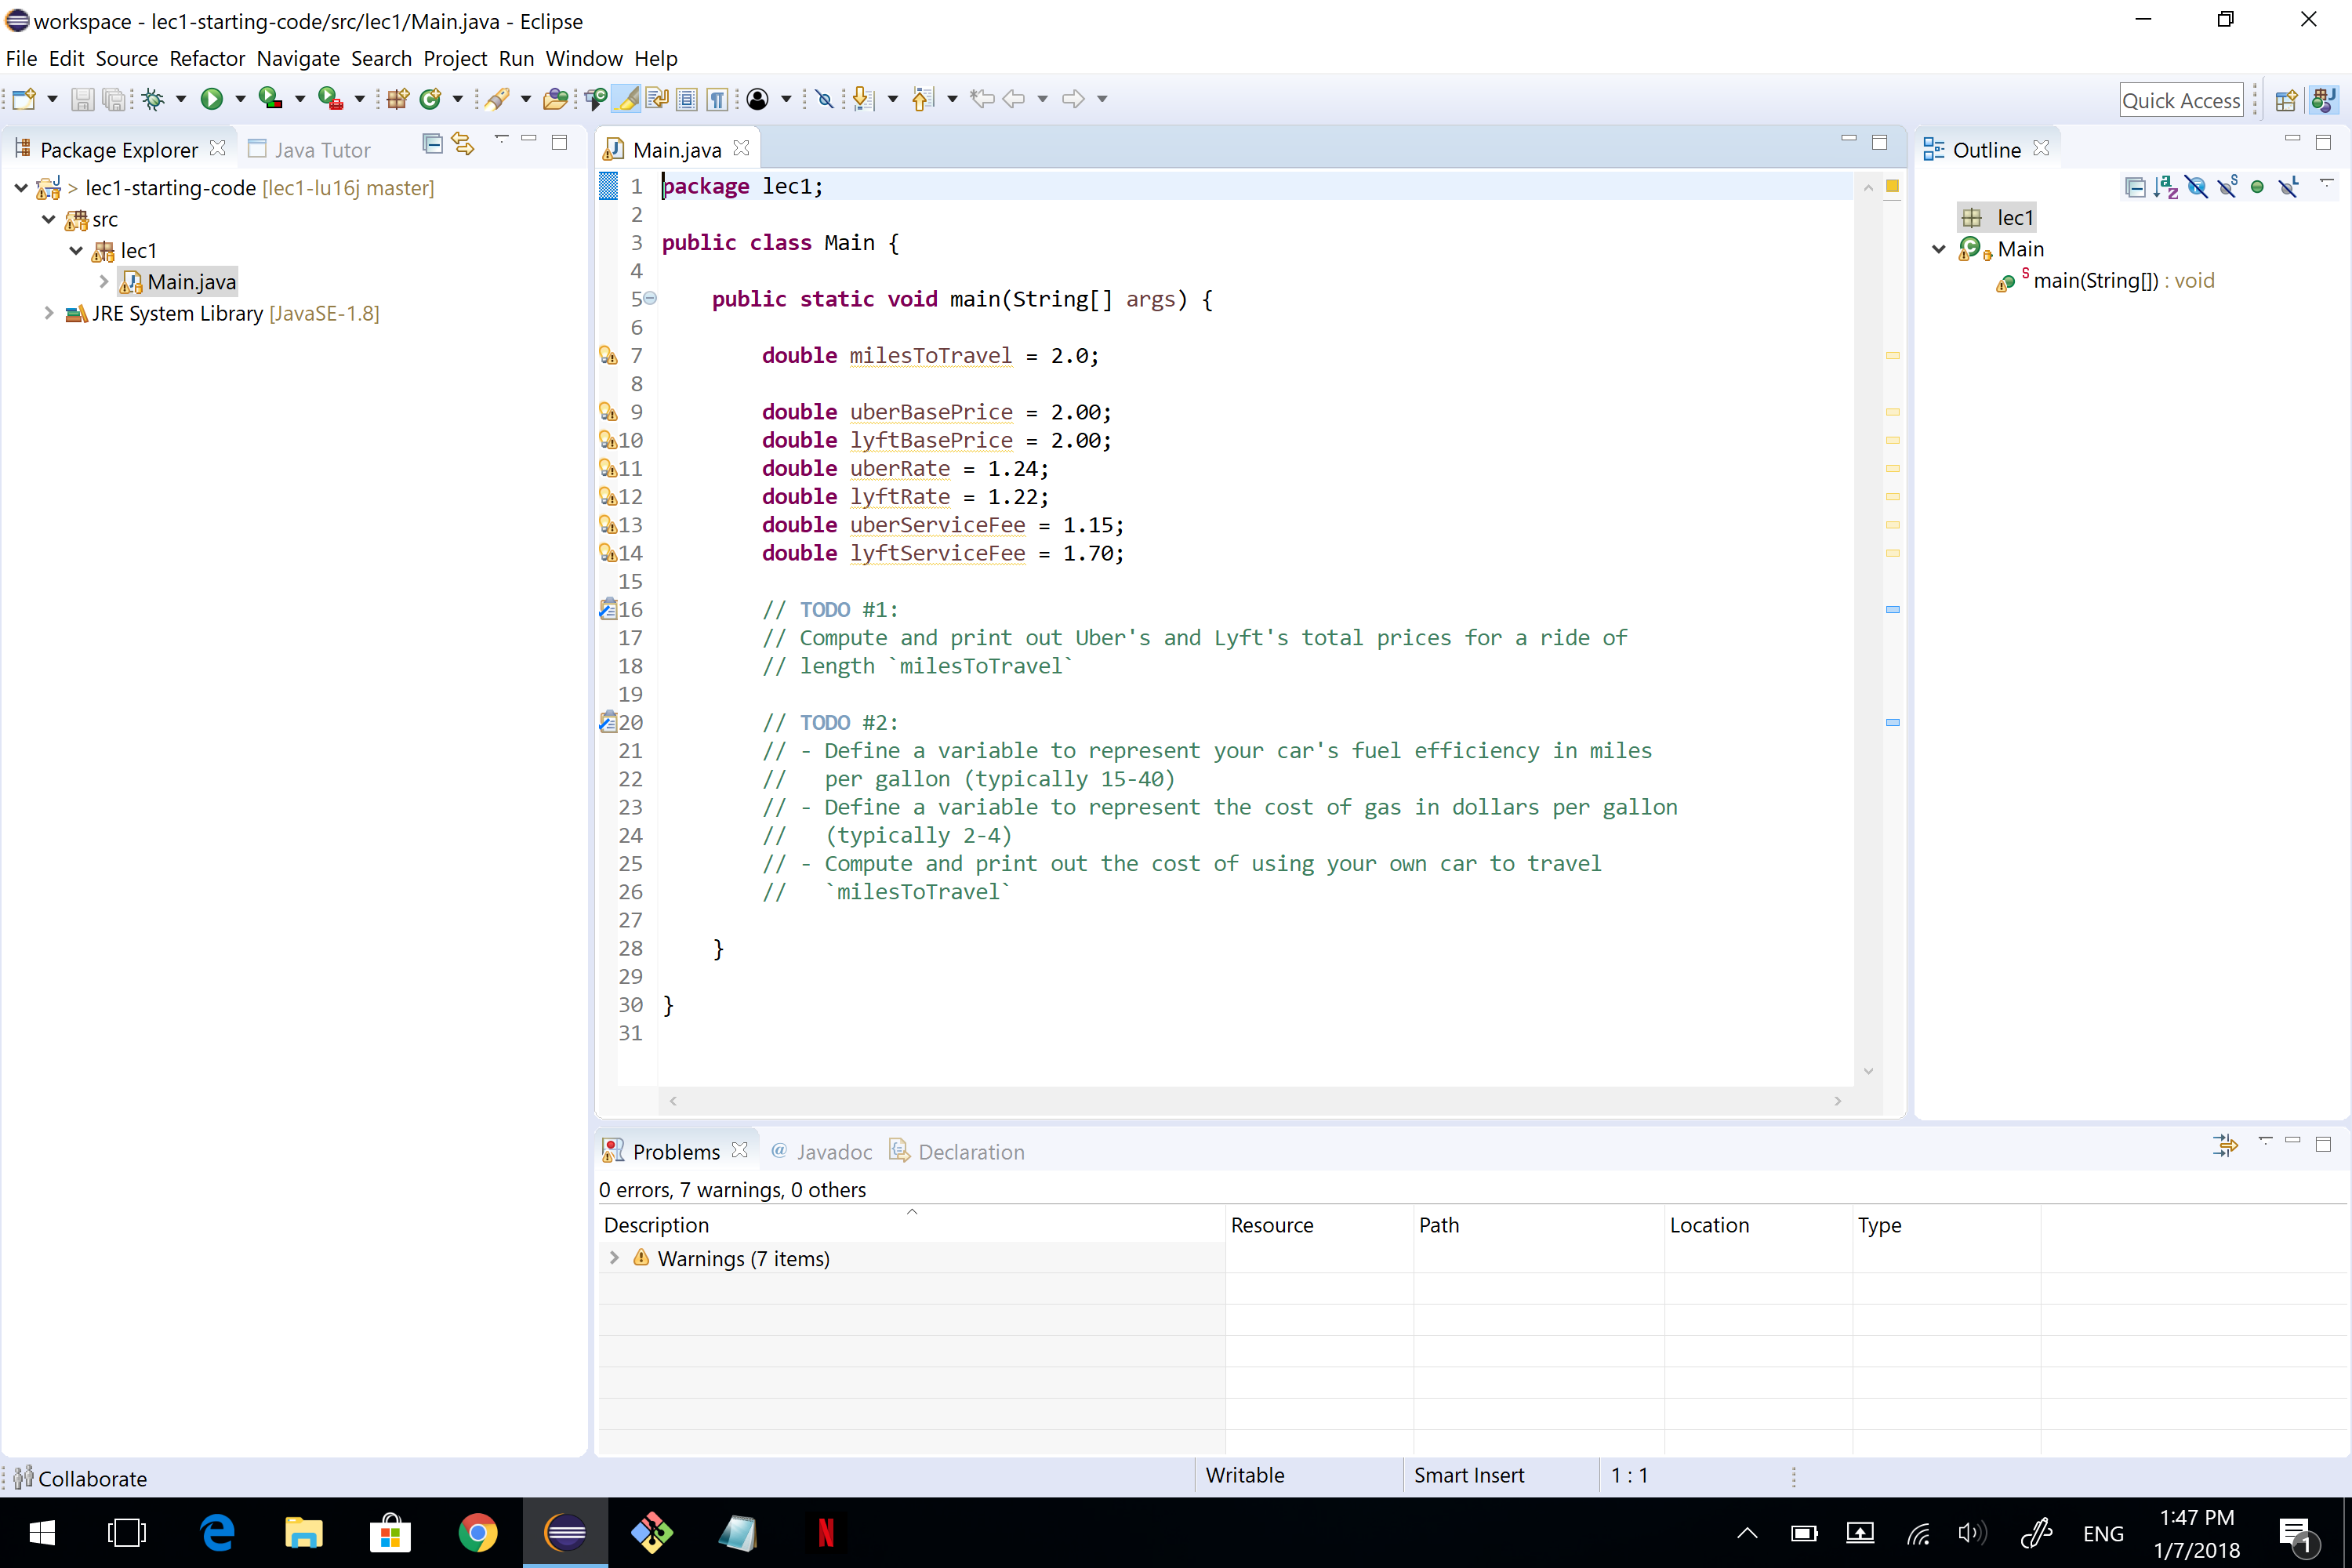 workspace - lec1-starting-code/src/lec1/Main.java - Eclipse
File Edit Source Refactor Navigate Search Project Run Window Help
Quick Access
Package Explorer
Java Tutor
> lec1-starting-code [lec1-lu16j master]
src
lec1
Main.java
JRE System Library [JavaSE-1.8]
Main.java
1 package lec1;
2
3 public class Main {
4
5 public static void main(String[] args) {
6
7 double milesToTravel = 2.0;
8
9 double uberBasePrice = 2.00;
10 double lyftBasePrice = 2.00;
11 double uberRate = 1.24;
12 double lyftRate = 1.22;
13 double uberServiceFee = 1.15;
14 double lyftServiceFee = 1.70;
15
16 // TODO #1:
17 // Compute and print out Uber's and Lyft's total prices for a ride of
18 // length `milesToTravel`
19
20 // TODO #2:
21 // - Define a variable to represent your car's fuel efficiency in miles
22 //   per gallon (typically 15-40)
23 // - Define a variable to represent the cost of gas in dollars per gallon
24 //   (typically 2-4)
25 // - Compute and print out the cost of using your own car to travel
26 //   `milesToTravel`
27
28 }
29
30 }
31
Outline
lec1
Main
S main(String[]) : void
Problems
@ Javadoc
Declaration
0 errors, 7 warnings, 0 others
Description Resource Path Location Type
Warnings (7 items)
Collaborate
Writable
Smart Insert
1 : 1
ENG
1:47 PM
1/7/2018
1